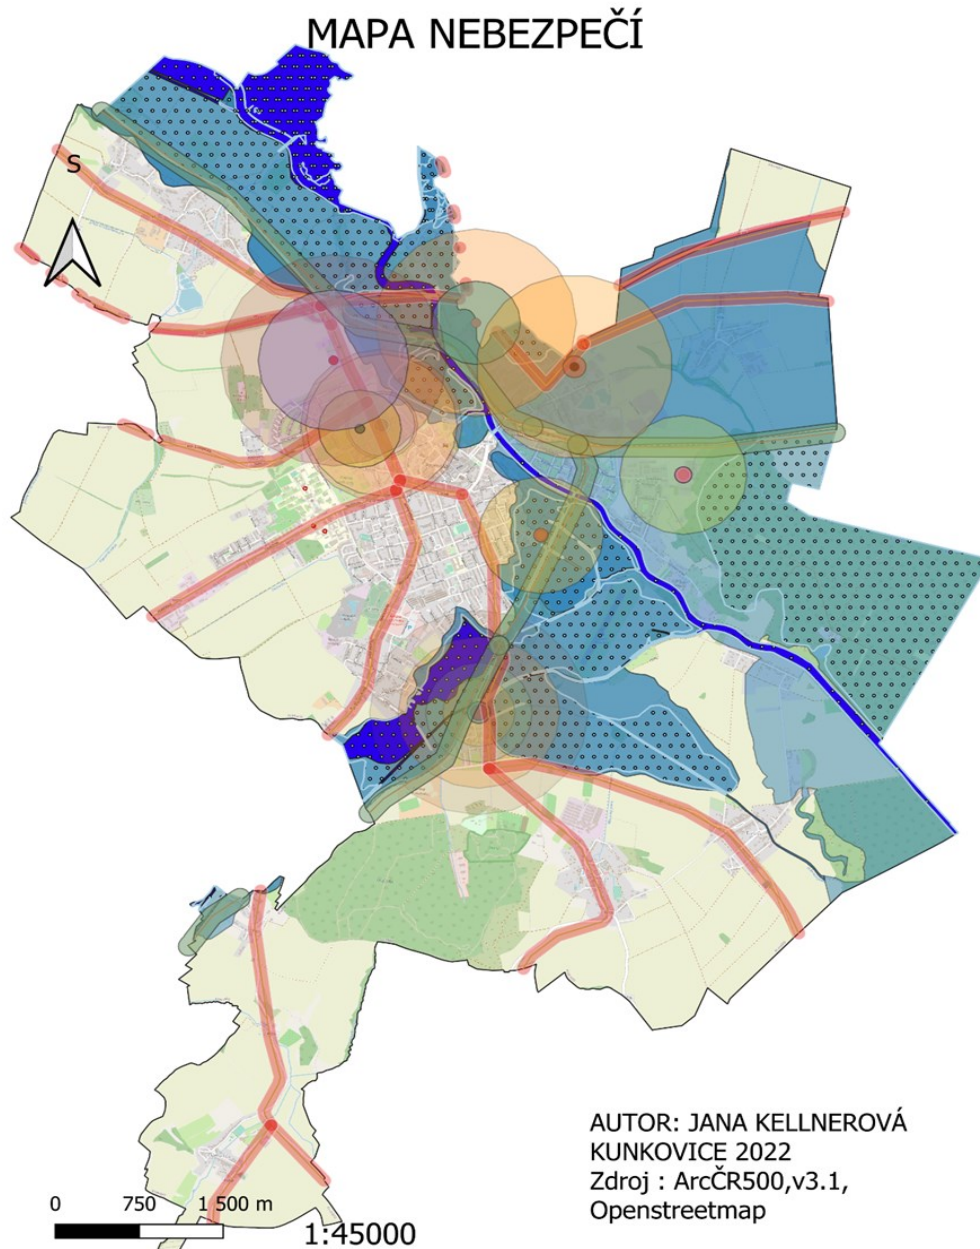 MAPA NEBEZPEČÍ
S
AUTOR: JANA KELLNEROVÁ
KUNKOVICE 2022
Zdroj : ArcČR500,v3.1,
Openstreetmap
0 750 1 500 m
1:45000